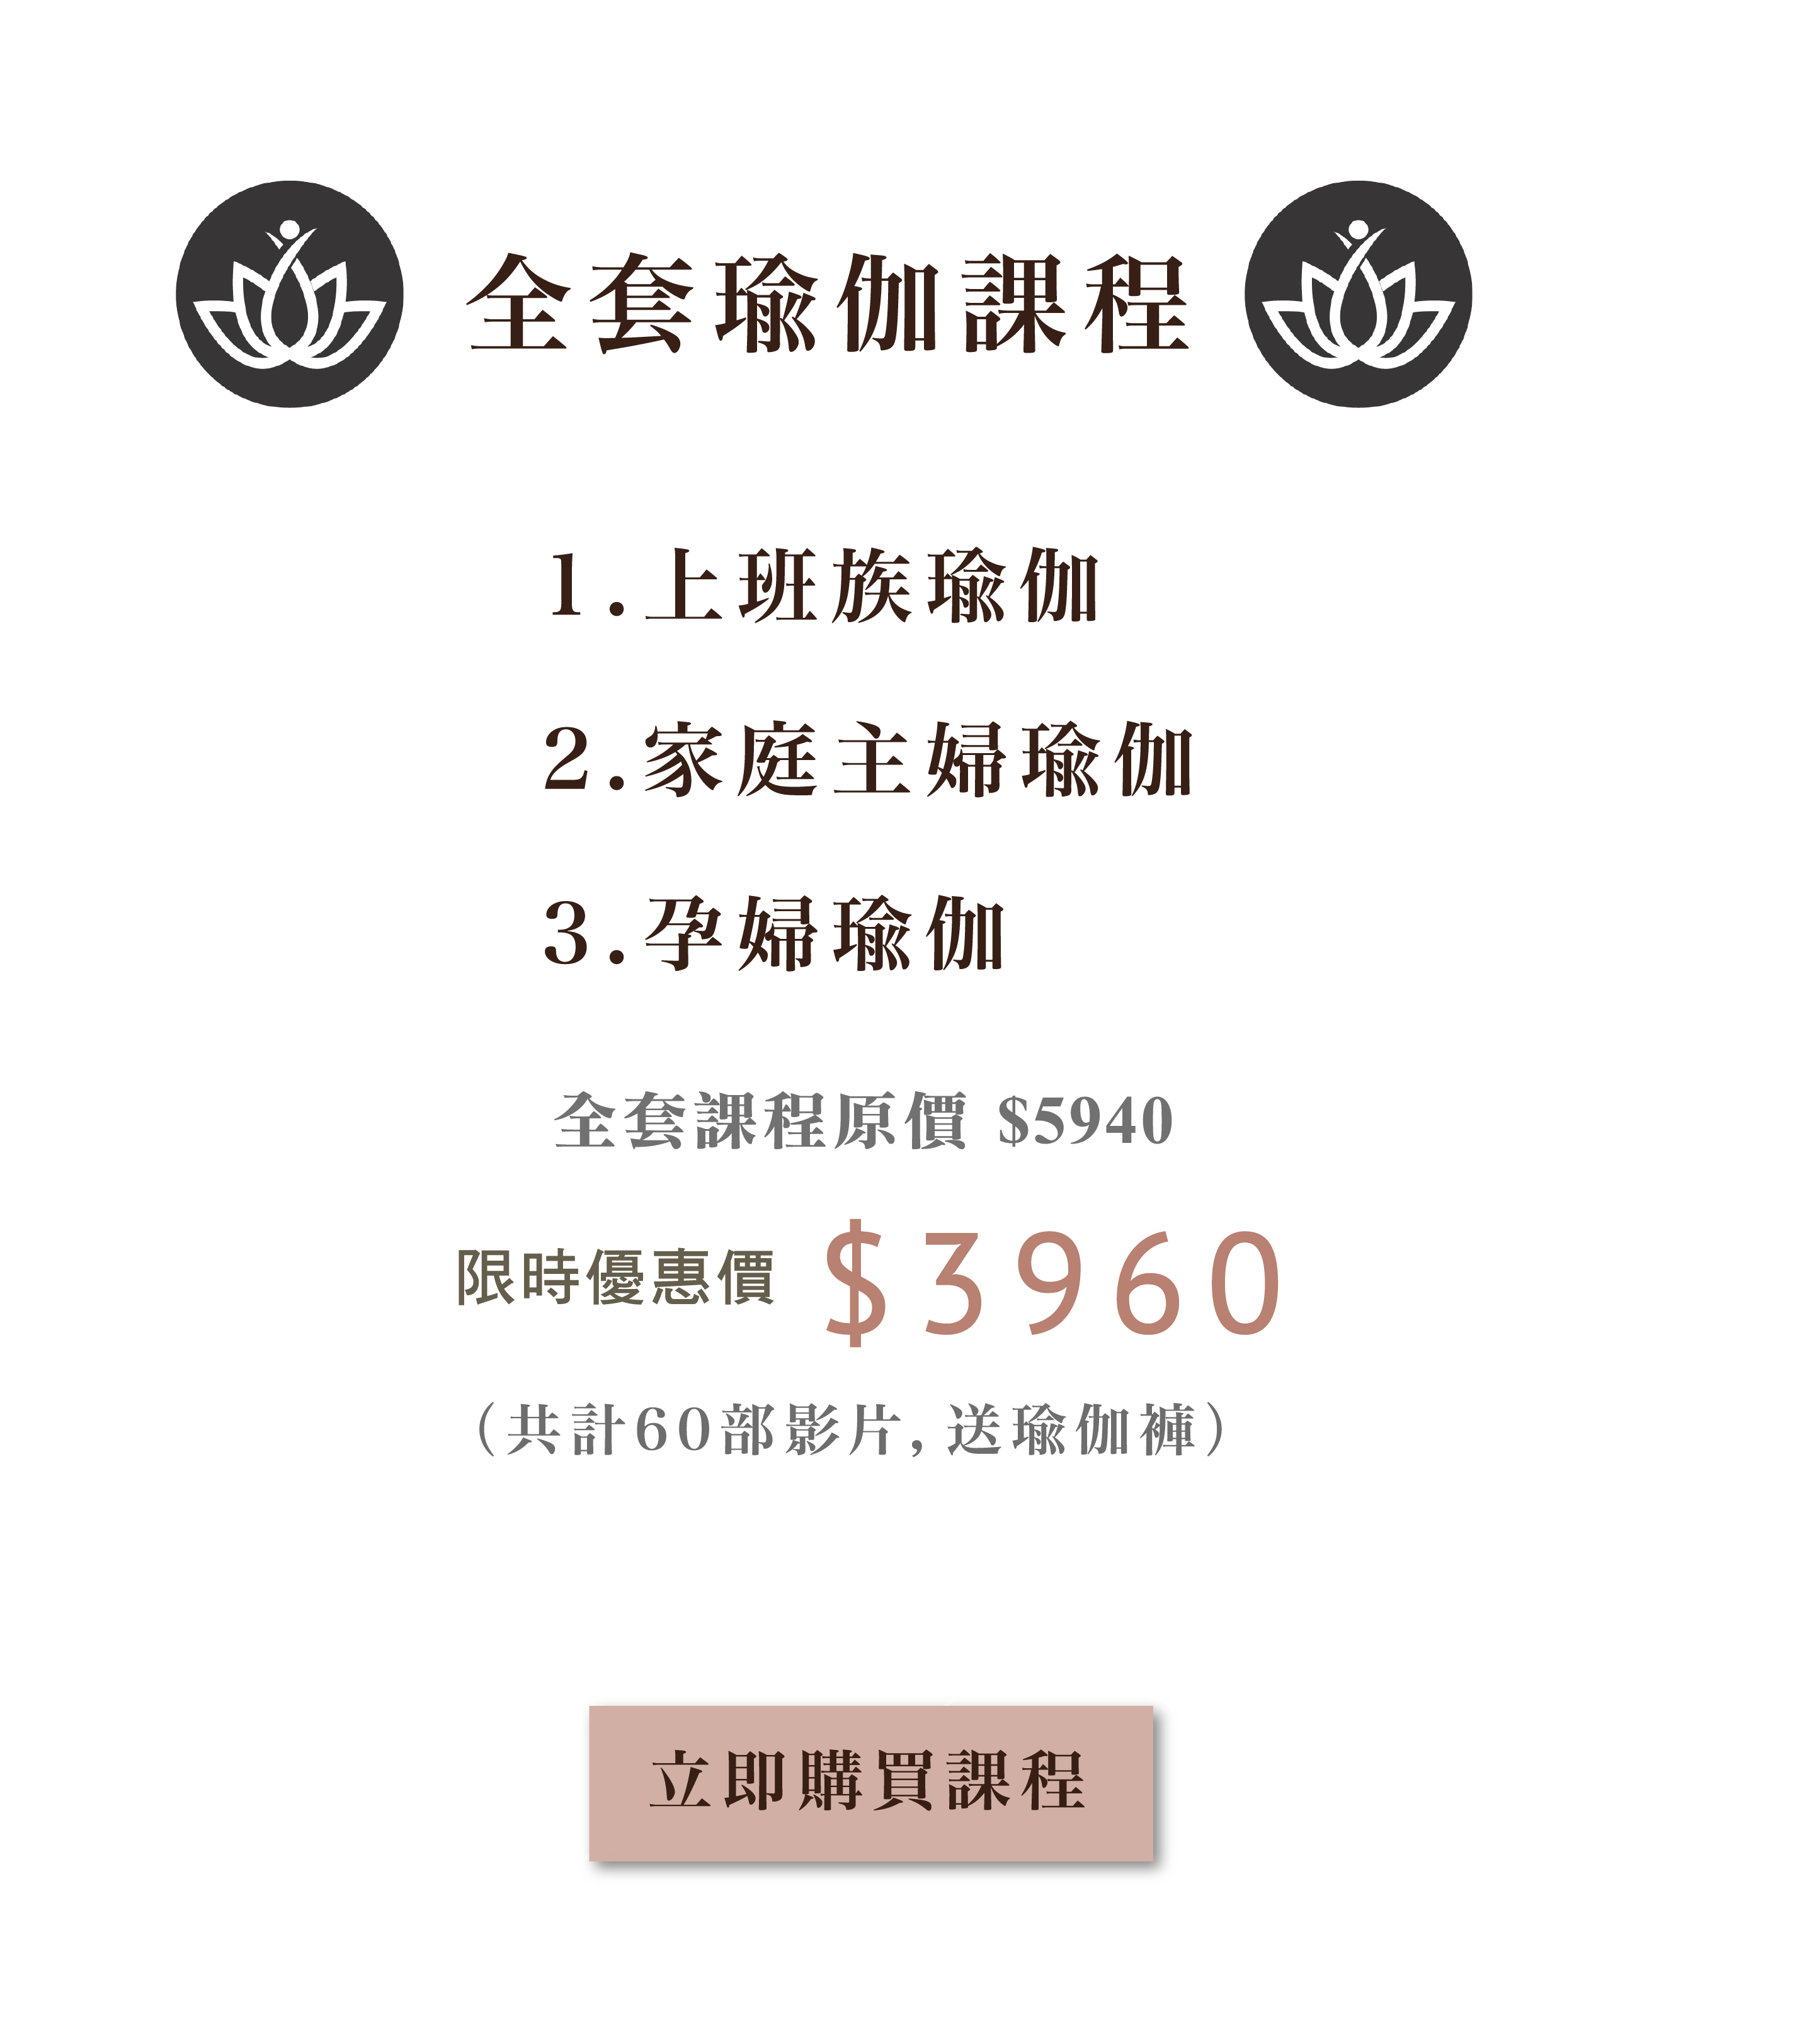 全套瑜伽課程
1.上班族瑜伽
2.家庭主婦瑜伽
3.孕婦瑜伽
全套課程原價 $5940
限時優惠價 $3960
(共計60部影片,送瑜伽褲)
立即購買課程